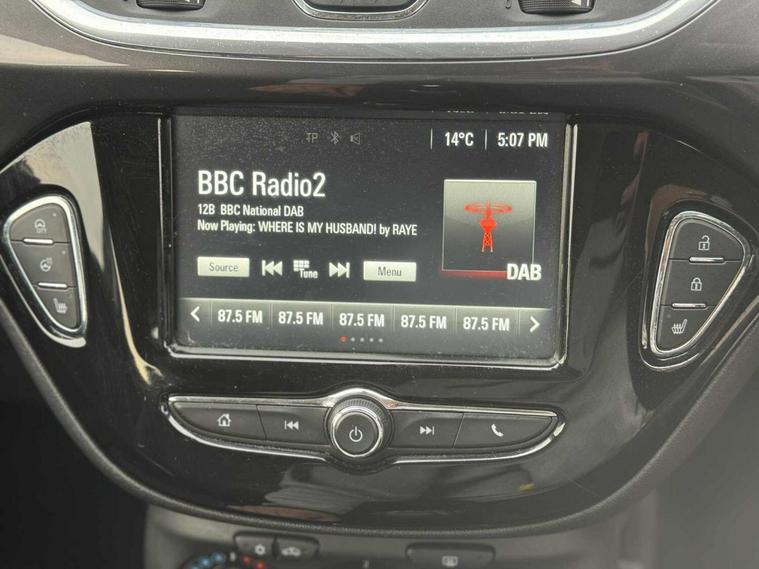 TP 14°C 5:07 PM
BBC Radio2
12B BBC National DAB
Now Playing: WHERE IS MY HUSBAND! by RAYE
DAB
Source Tune Menu
87.5 FM 87.5 FM 87.5 FM 87.5 FM 87.5 FM